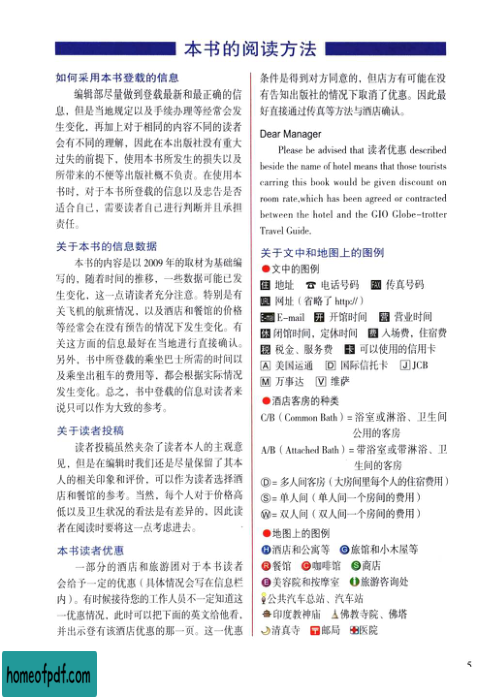 本书的阅读方法
如何采用本书登载的信息
编辑部尽量做到登载最新和最正确的信
息，但是当地规定以及手续办理等经常会发
生变化，再加上对于相同的内容不同的读者
会有不同的理解，因此在本出版社没有重大
过失的前提下，使用本书所发生的损失以及
所带来的不便等出版社概不负责。在使用本
书时，对于本书所登载的信息以及忠告是否
适合自己，需要读者自己进行判断并且承担
责任。
关于本书的信息数据
本书的内容是以 2009 年的取材为基础编
写的，随着时间的推移，一些数据可能已发
生变化，这一点请读者充分注意。特别是有
关飞机的航班情况，以及酒店和餐馆的价格
等经常会在没有预告的情况下发生变化。有
关这方面的信息最好在当地进行直接确认。
另外，书中所登载的乘坐巴士所需的时间以
及乘坐出租车的费用等，都会根据实际情况
发生变化。总之，书中登载的信息对读者来
说只可以作为大致的参考。
关于读者投稿
读者投稿虽然夹杂了读者本人的主观意
见，但是在编辑时我们还是尽量保留了其本
人的相关印象和评价，可以作为读者选择酒
店和餐馆的参考。当然，每个人对于价格高
低以及卫生状况的看法是有差异的，因此读
者在阅读时要将这一点考虑进去。
本书读者优惠
一部分的酒店和旅游团对于本书读者
会给予一定的优惠（具体情况会写在信息栏
内）。有时候接待您的工作人员不一定知道这
一优惠情况，此时可以把下面的英文给他看，
并出示登有该酒店优惠的那一页。这一优惠
条件是得到对方同意的，但店方有可能在没
有告知出版社的情况下取消了优惠。因此最
好直接通过传真等方法与酒店确认。
Dear Manager
Please be advised that 读者优惠 described
beside the name of hotel means that those tourists
carring this book would be given discount on
room rate,which has been agreed or contracted
between the hotel and the GIO Globe-trotter
Travel Guide.
关于文中和地图上的图例
●文中的图例
住 地址 ☎ 电话号码 FAX 传真号码
网址（省略了 http://）
E-mail 开 开馆时间 营 营业时间
休 闭馆时间，定休时间 费 入场费，住宿费
税 税金、服务费 卡 可以使用的信用卡
A 美国运通 D 国际信托卡 J JCB
M 万事达 V 维萨
●酒店客房的种类
C/B（Common Bath）= 浴室或淋浴、卫生间
公用的客房
A/B（Attached Bath）= 带浴室或带淋浴、卫
生间的客房
Ⓓ= 多人间客房（大房间里每个人的住宿费用）
Ⓢ= 单人间（单人间一个房间的费用）
Ⓦ= 双人间（双人间一个房间的费用）
●地图上的图例
H 酒店和公寓等 G 旅馆和小木屋等
R 餐馆 C 咖啡馆 S 商店
E 美容院和按摩室 i 旅游咨询处
公共汽车总站、汽车站
印度教神庙 佛教寺院、佛塔
清真寺 邮局 医院
5
homeofpdf.com